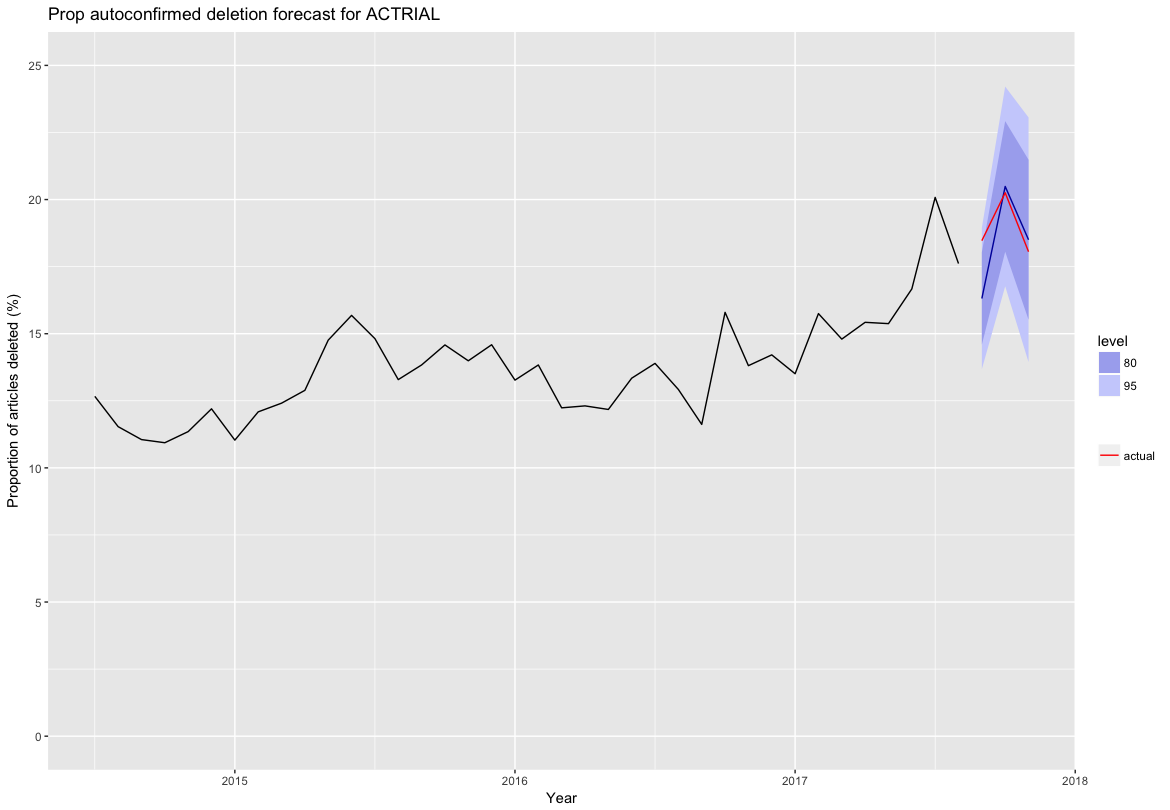 Prop autoconfirmed deletion forecast for ACTRIAL
Proportion of articles deleted (%)
25
20
15
10
5
0
2015
2016
2017
2018
Year
level
80
95
actual